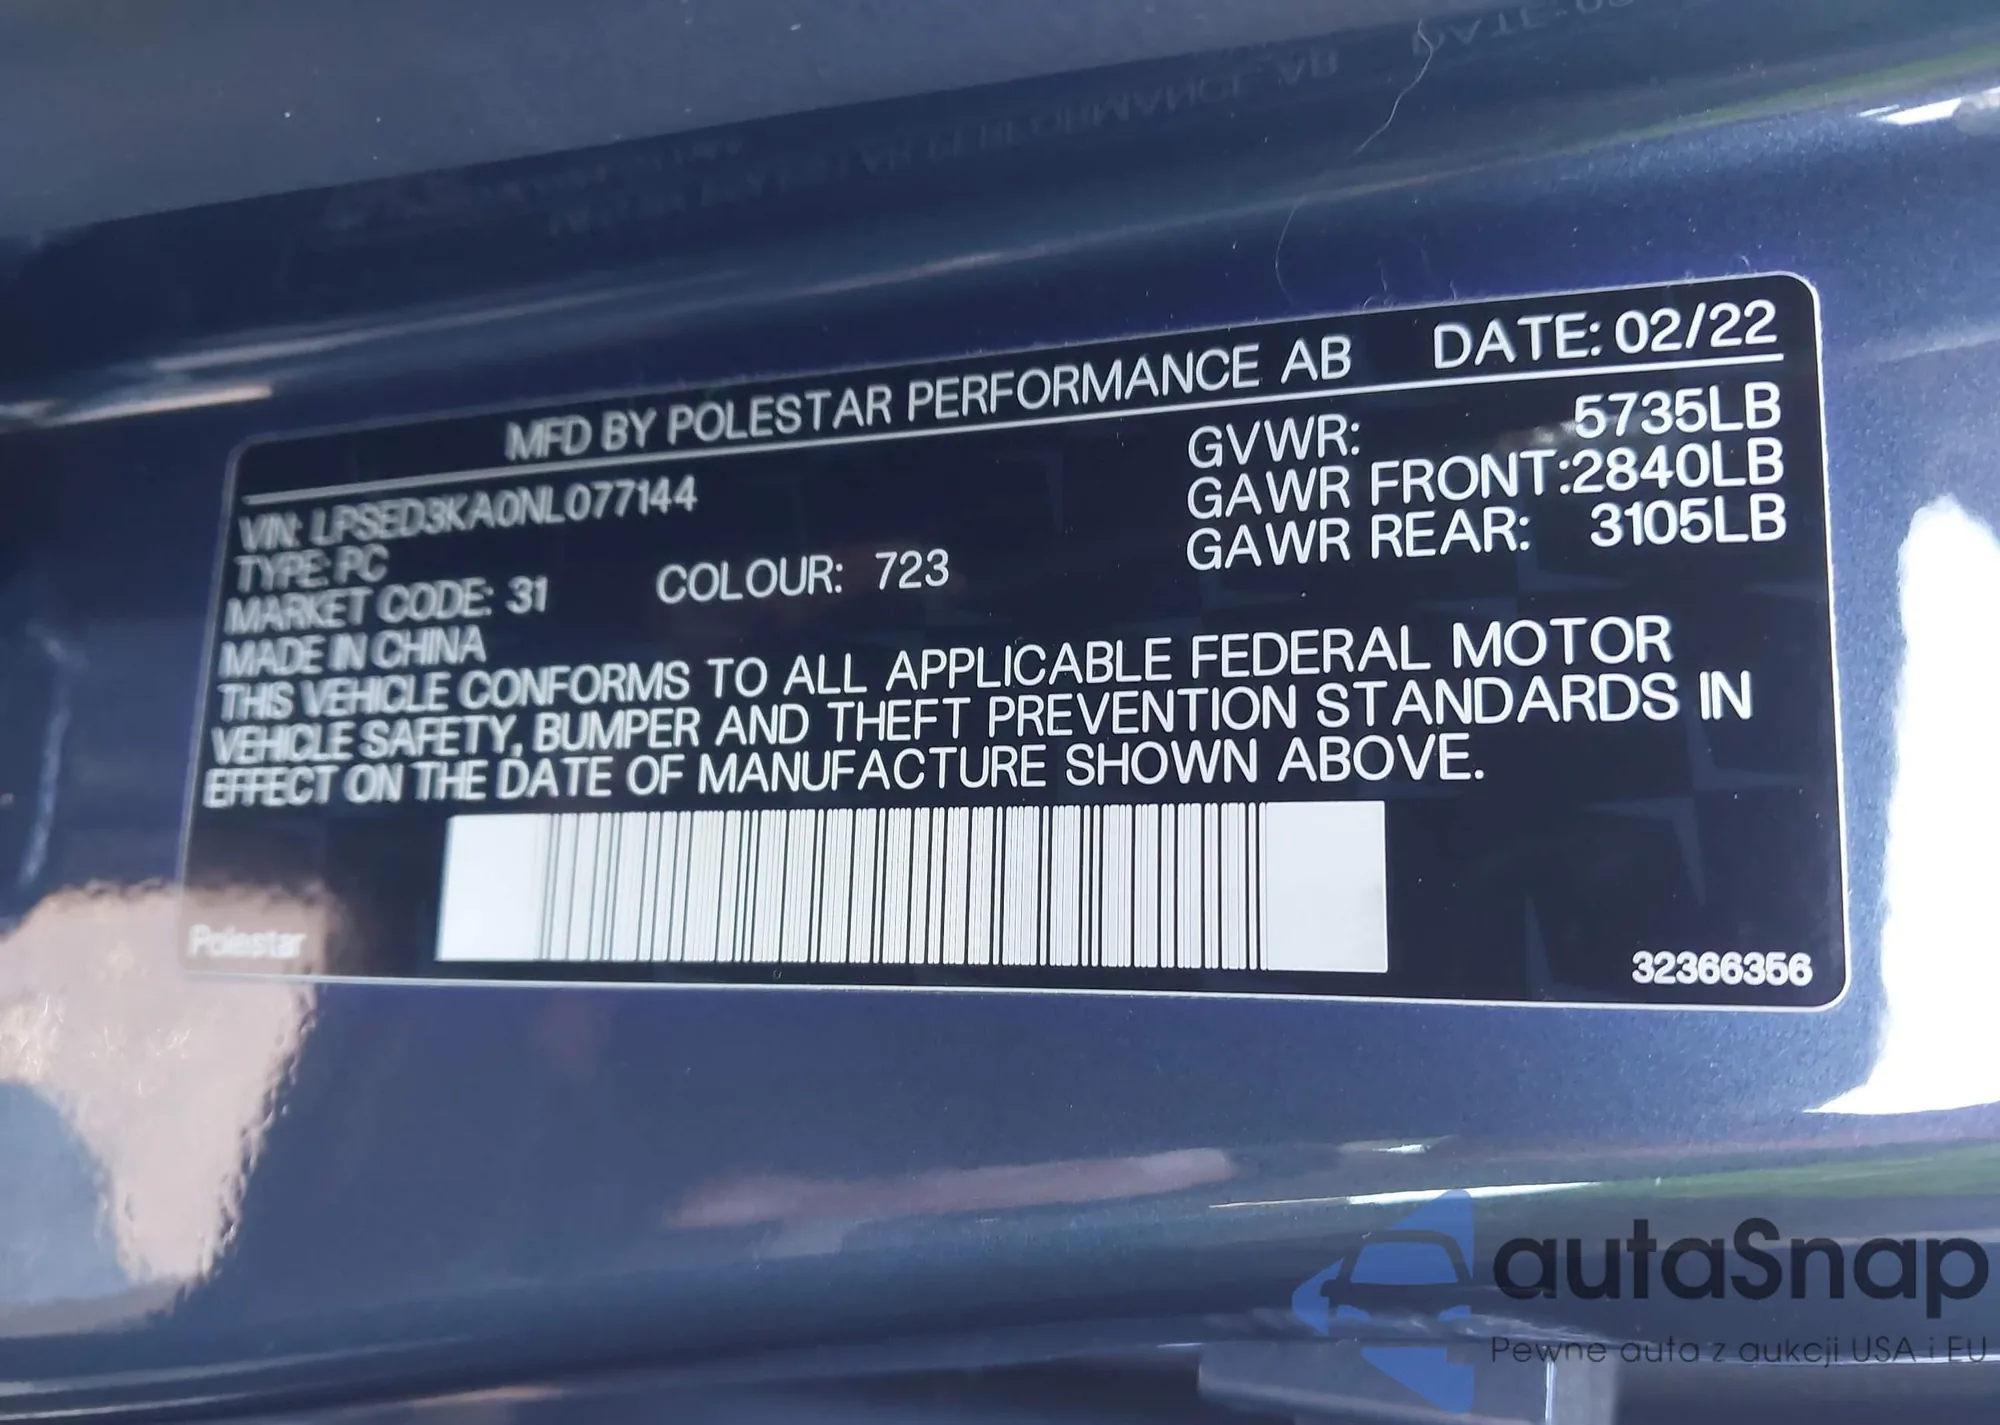 MFD BY POLESTAR PERFORMANCE AB DATE: 02/22
VIN: LPSED3KA0NL077144
GVWR: 5735LB
TYPE: PC
GAWR FRONT:2840LB
MARKET CODE: 31 COLOUR: 723
GAWR REAR: 3105LB
MADE IN CHINA
THIS VEHICLE CONFORMS TO ALL APPLICABLE FEDERAL MOTOR
VEHICLE SAFETY, BUMPER AND THEFT PREVENTION STANDARDS IN
EFFECT ON THE DATE OF MANUFACTURE SHOWN ABOVE.
Polestar
32366356
autaSnap
Pewne auta z aukcji USA i EU